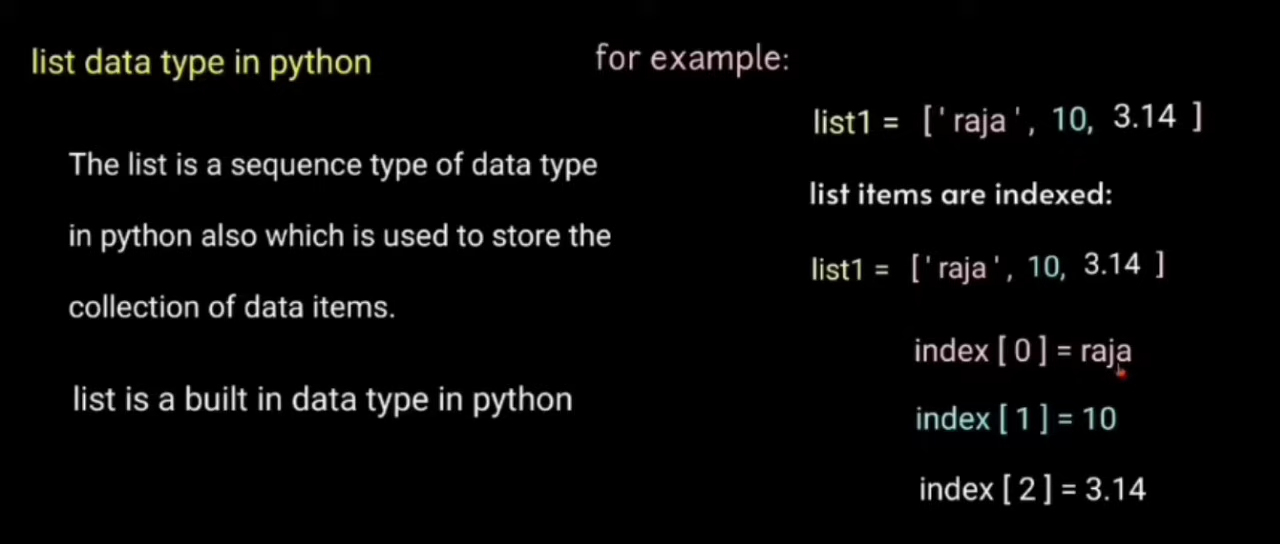 list data type in python
The list is a sequence type of data type
in python also which is used to store the
collection of data items.
list is a built in data type in python
for example:
list1 = [ ' raja ' , 10, 3.14 ]
list items are indexed:
list1 = [ ' raja ' , 10, 3.14 ]
index [ 0 ] = raja
index [ 1 ] = 10
index [ 2 ] = 3.14